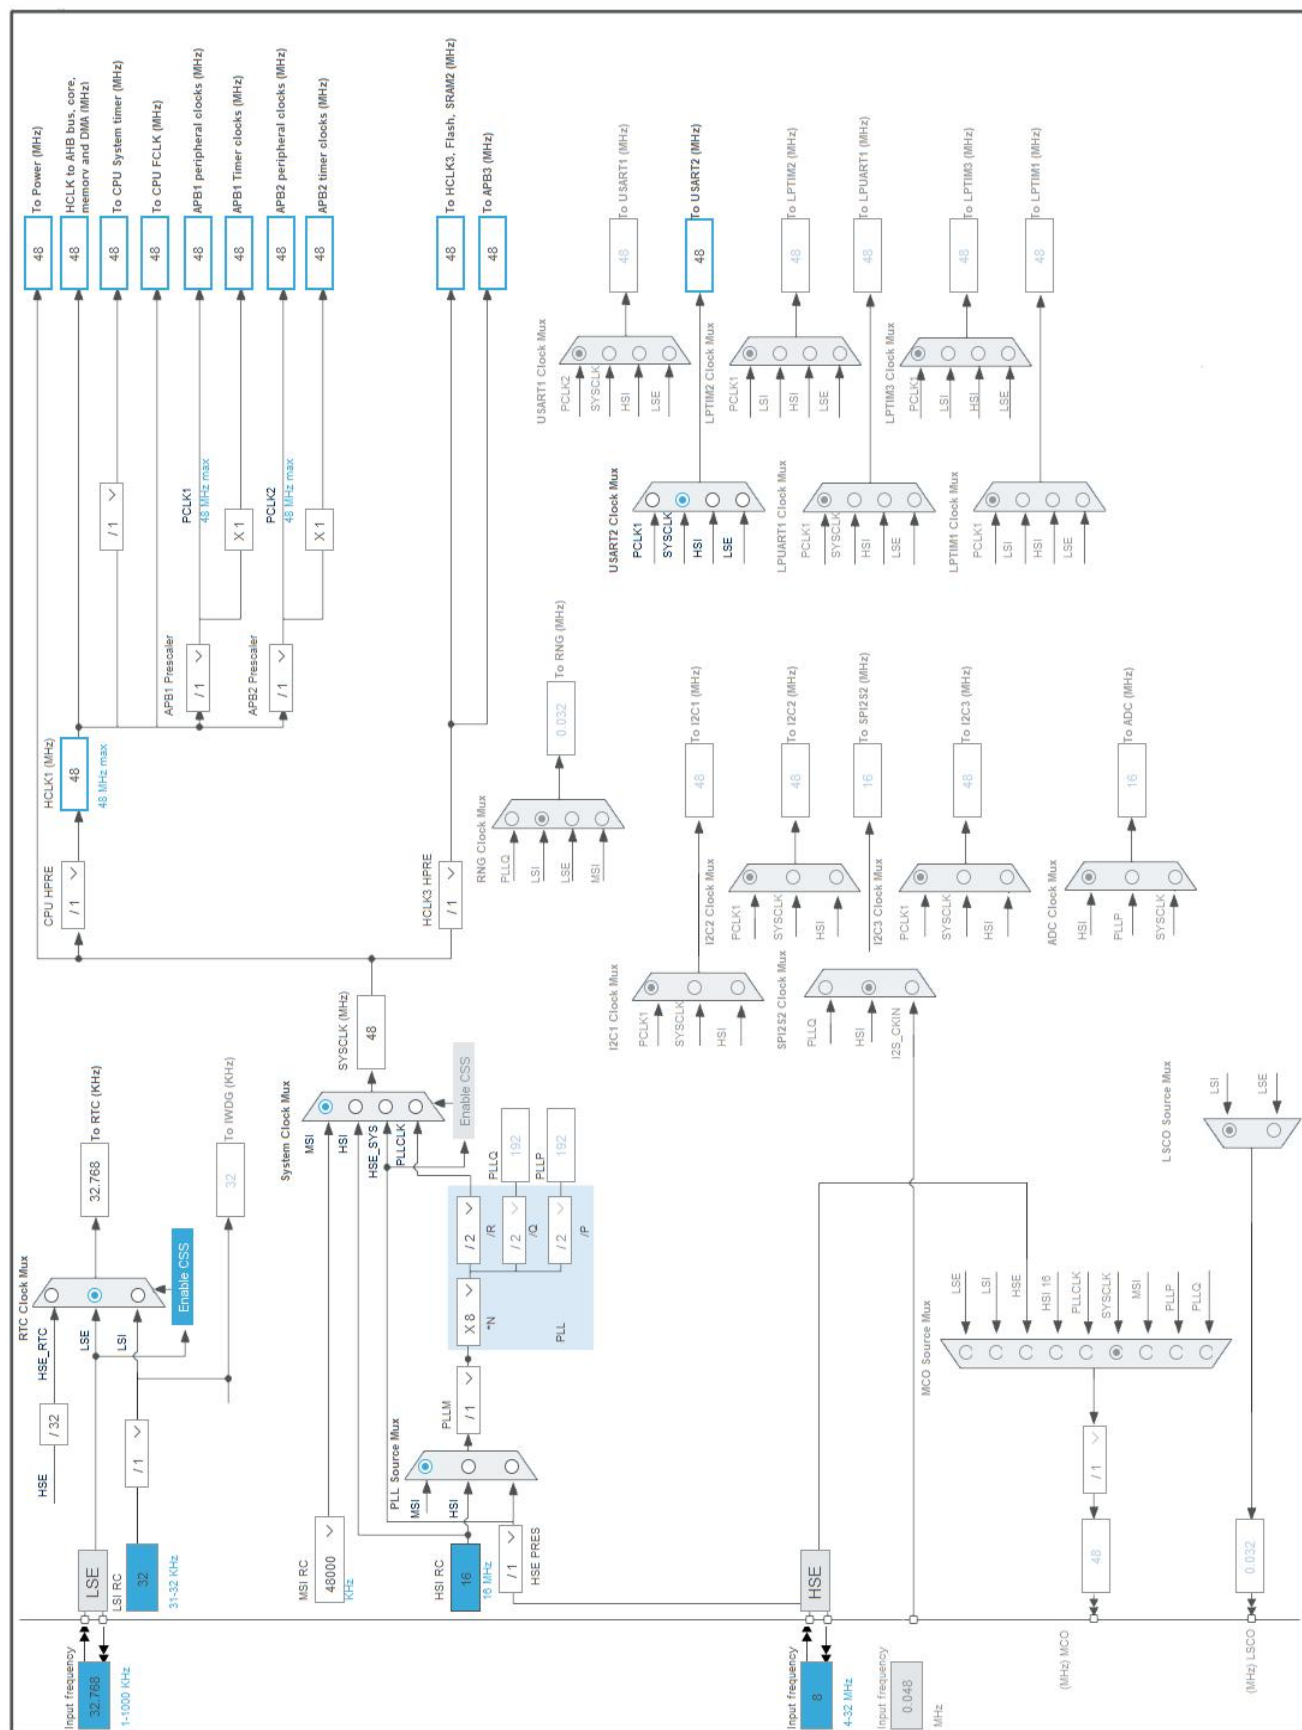 Input frequency
32.768
1-1000 KHz
LSE
LSI RC
32
31-32 KHz
HSE
/ 32
HSE_RTC
LSE
LSI
/ 1
RTC Clock Mux
Enable CSS
32.768
To RTC (KHz)
32
To IWDG (KHz)
MSI RC
48000
KHz
HSI RC
16
16 MHz
/ 1
HSE PRES
PLL Source Mux
MSI
HSI
PLLM
/ 1
X 8
*N
PLL
/ 2
/R
/ 2
/Q
/ 2
/P
PLLQ
192
PLLP
192
System Clock Mux
MSI
HSI
HSE_SYS
PLLCLK
Enable CSS
SYSCLK (MHz)
48
CPU HPRE
/ 1
HCLK1 (MHz)
48
48 MHz max
HCLK3 HPRE
/ 1
APB1 Prescaler
/ 1
APB2 Prescaler
/ 1
/ 1
PCLK1
48 MHz max
X 1
PCLK2
48 MHz max
X 1
48
To Power (MHz)
48
HCLK to AHB bus, core,
memory and DMA (MHz)
48
To CPU System timer (MHz)
48
To CPU FCLK (MHz)
48
APB1 peripheral clocks (MHz)
48
APB1 Timer clocks (MHz)
48
APB2 peripheral clocks (MHz)
48
APB2 timer clocks (MHz)
48
To HCLK3, Flash, SRAM2 (MHz)
48
To APB3 (MHz)
RNG Clock Mux
PLLQ
LSI
LSE
MSI
0.032
To RNG (MHz)
USART1 Clock Mux
PCLK2
SYSCLK
HSI
LSE
48
To USART1 (MHz)
USART2 Clock Mux
PCLK1
SYSCLK
HSI
LSE
48
To USART2 (MHz)
LPTIM2 Clock Mux
PCLK1
LSI
HSI
LSE
48
To LPTIM2 (MHz)
LPUART1 Clock Mux
PCLK1
SYSCLK
HSI
LSE
48
To LPUART1 (MHz)
LPTIM3 Clock Mux
PCLK1
LSI
HSI
LSE
48
To LPTIM3 (MHz)
LPTIM1 Clock Mux
PCLK1
LSI
HSI
LSE
48
To LPTIM1 (MHz)
I2C1 Clock Mux
PCLK1
SYSCLK
HSI
48
To I2C1 (MHz)
I2C2 Clock Mux
PCLK1
SYSCLK
HSI
48
To I2C2 (MHz)
SPI2S2 Clock Mux
PLLQ
HSI
I2S_CKIN
16
To SPI2S2 (MHz)
I2C3 Clock Mux
PCLK1
SYSCLK
HSI
48
To I2C3 (MHz)
ADC Clock Mux
HSI
PLLP
SYSCLK
16
To ADC (MHz)
Input frequency
8
4-32 MHz
HSE
Input frequency
0.048
MHz
MCO Source Mux
LSE
LSI
HSE
HSI 16
PLLCLK
SYSCLK
MSI
PLLP
PLLQ
/ 1
48
(MHz) MCO
LSCO Source Mux
LSI
LSE
0.032
(MHz) LSCO